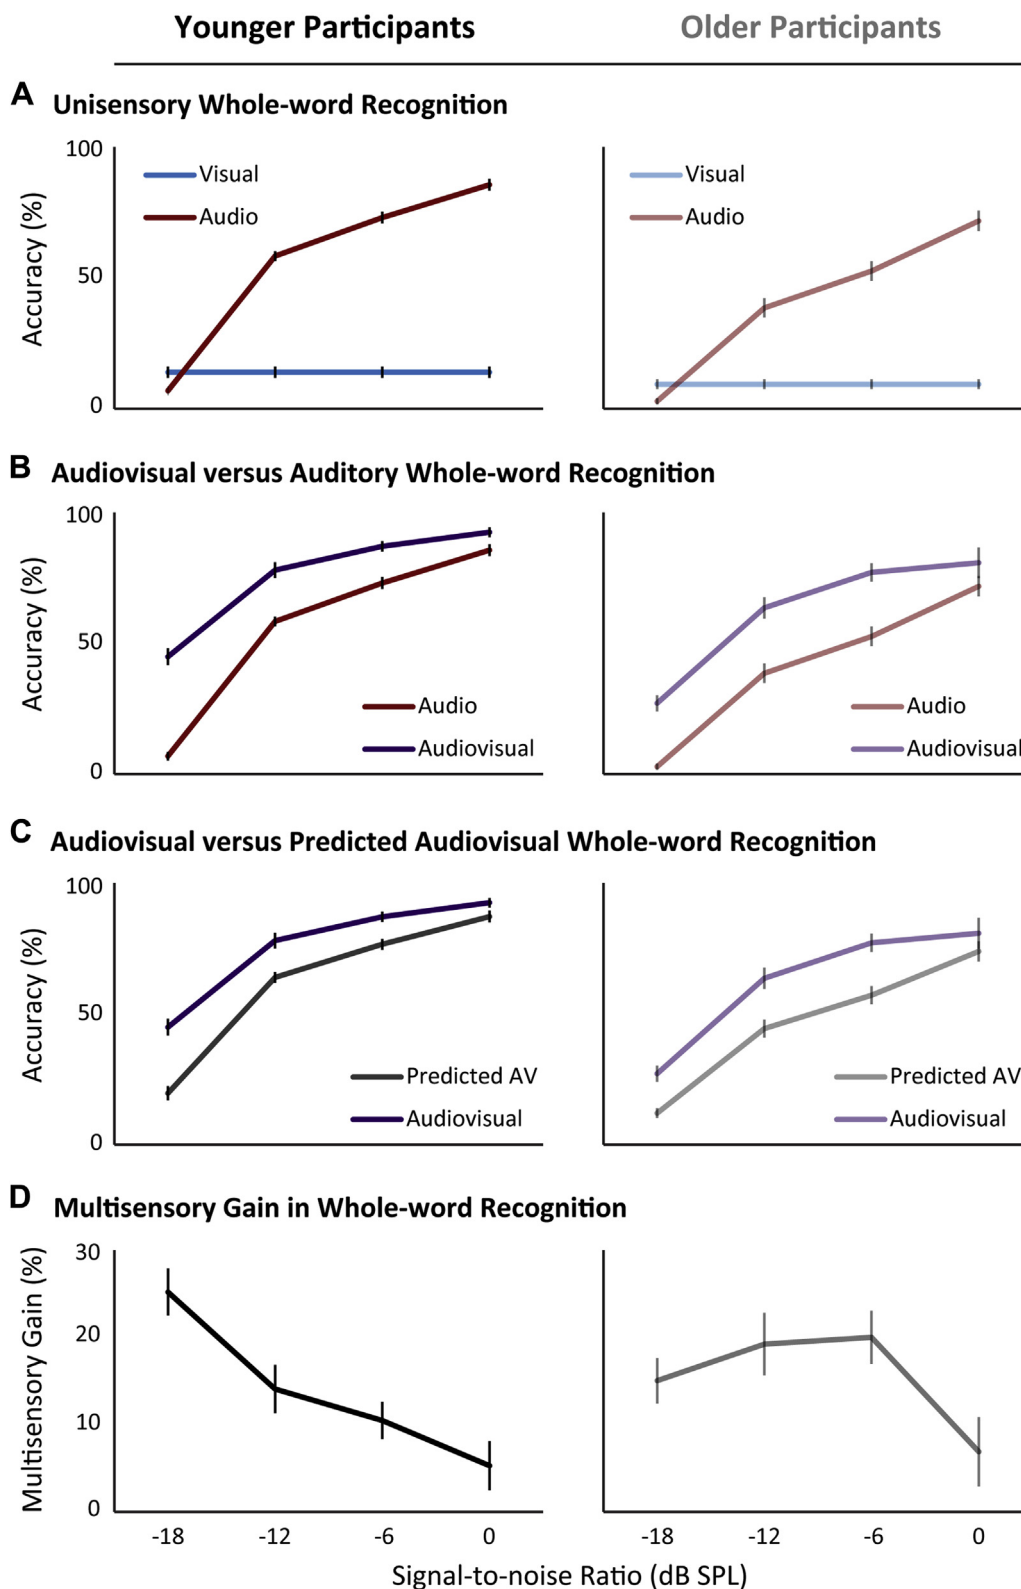 Younger Participants Older Participants
A Unisensory Whole-word Recognition
Accuracy (%)
100
50
0
Visual
Audio
Visual
Audio
B Audiovisual versus Auditory Whole-word Recognition
Accuracy (%)
100
50
0
Audio
Audiovisual
Audio
Audiovisual
C Audiovisual versus Predicted Audiovisual Whole-word Recognition
Accuracy (%)
100
50
0
Predicted AV
Audiovisual
Predicted AV
Audiovisual
D Multisensory Gain in Whole-word Recognition
Multisensory Gain (%)
30
20
10
0
-18 -12 -6 0 -18 -12 -6 0
Signal-to-noise Ratio (dB SPL)